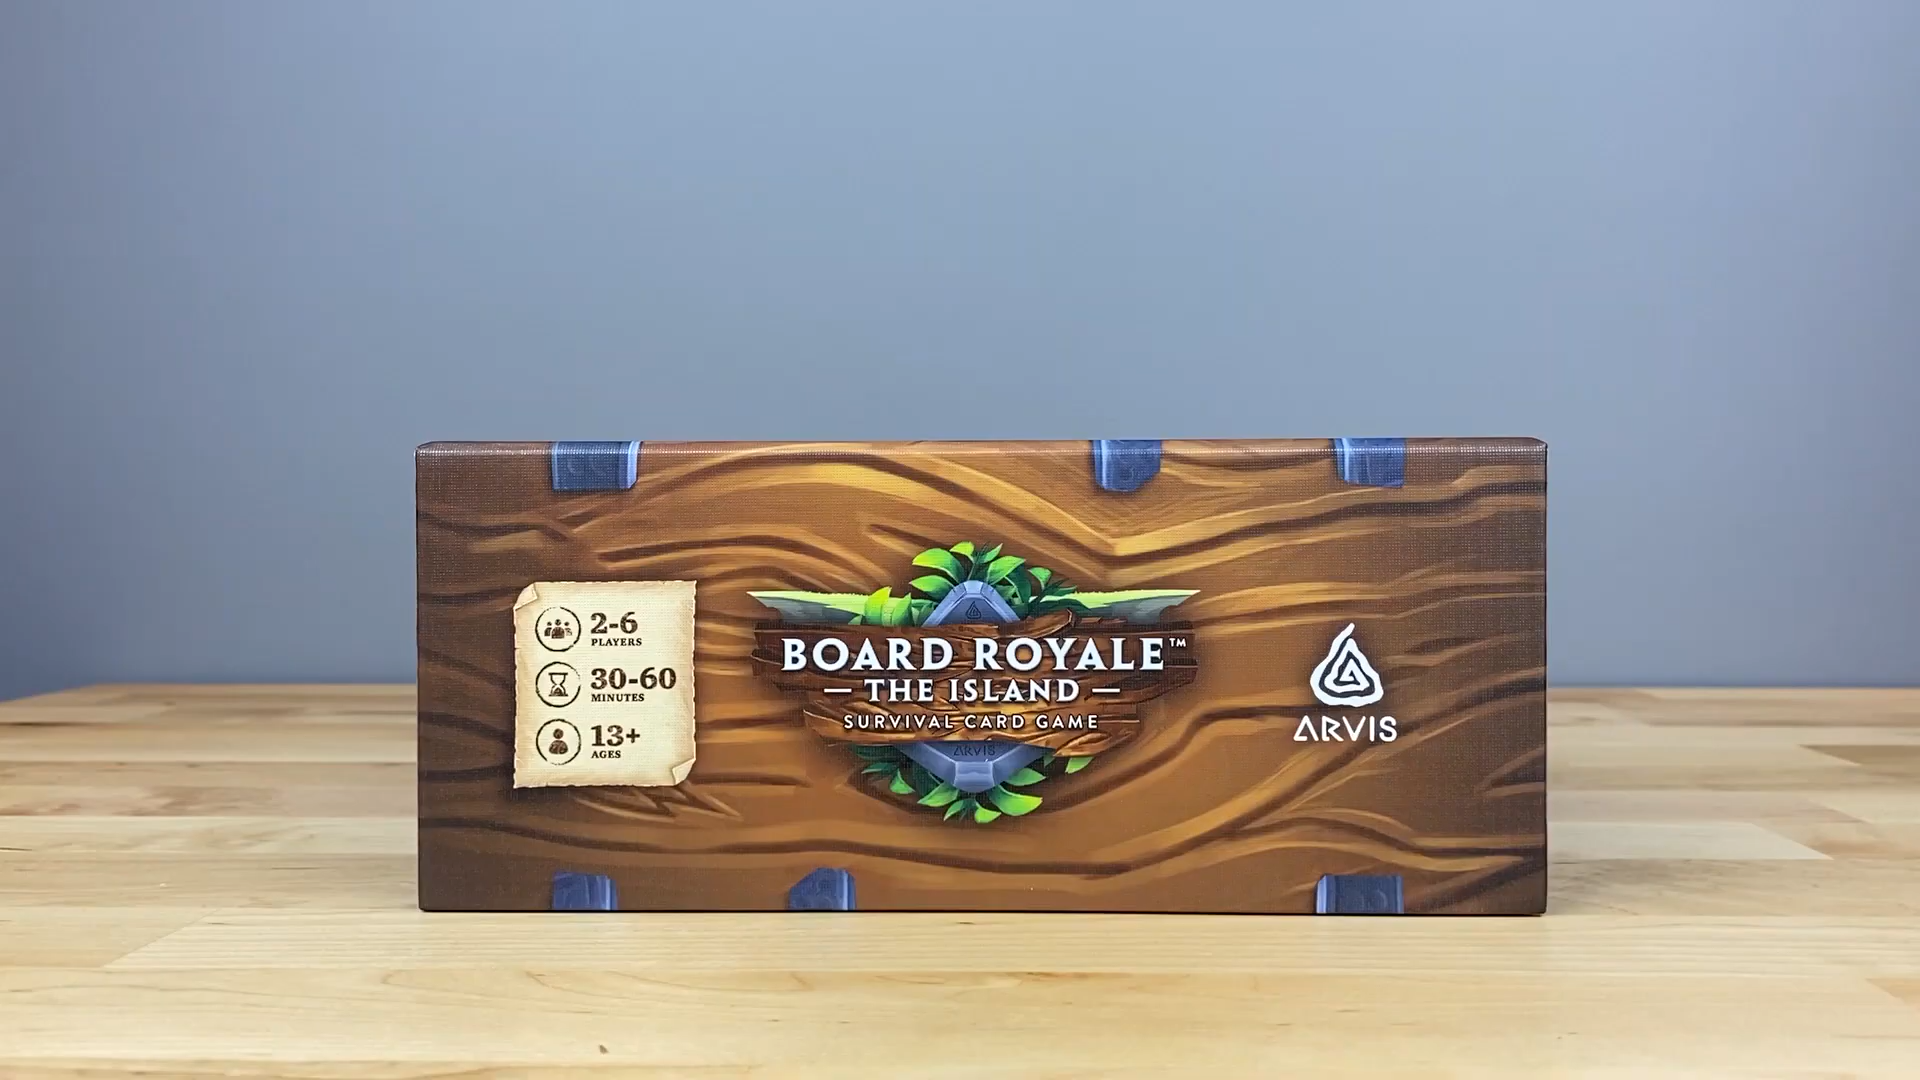 2-6
PLAYERS
30-60
MINUTES
13+
AGES
BOARD ROYALE™
— THE ISLAND —
SURVIVAL CARD GAME
ARVIS
ARVIS